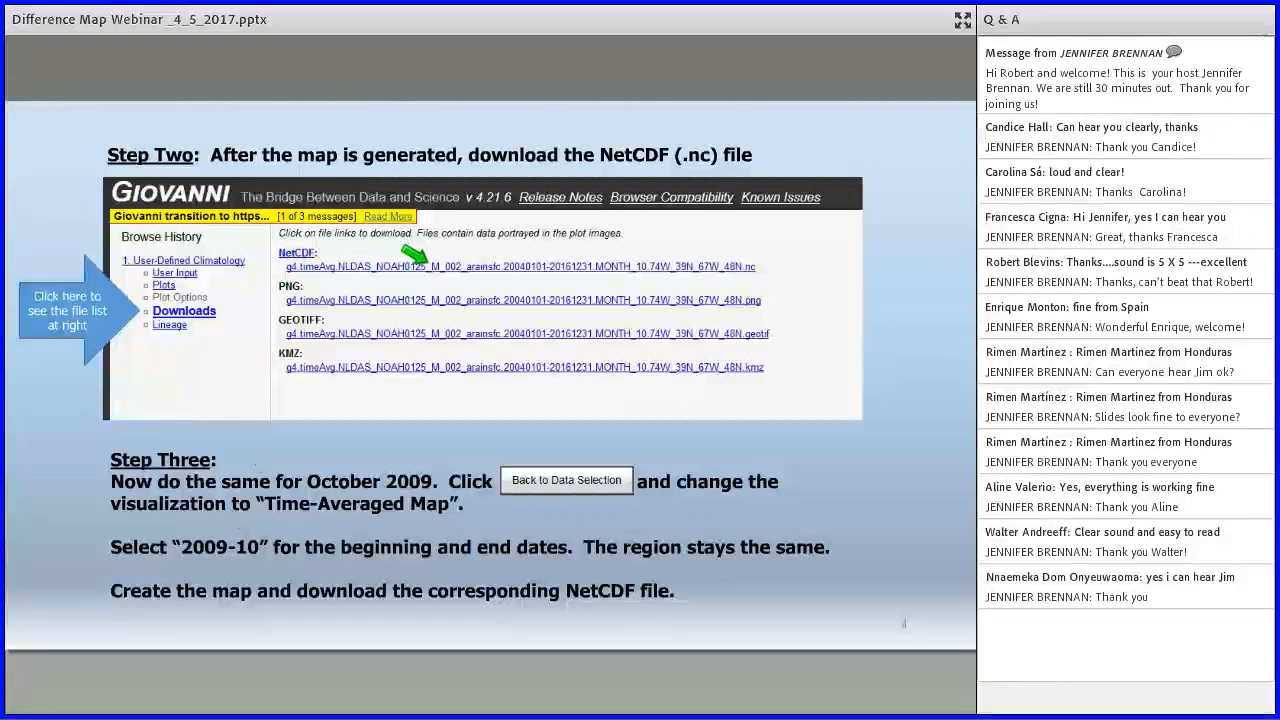 Difference Map Webinar _4_5_2017.pptx
Step Two: After the map is generated, download the NetCDF (.nc) file
GIOVANNI The Bridge Between Data and Science v 4.21.6 Release Notes Browser Compatibility Known Issues
Giovanni transition to https... [1 of 3 messages] Read More
Browse History
1. User-Defined Climatology
User Input
Plots
Plot Options
Downloads
Lineage
Click here to
see the file list
at right
Click on file links to download. Files contain data portrayed in the plot images.
NetCDF:
g4.timeAvg.NLDAS_NOAH0125_M_002_arainsfc.20040101-20161231.MONTH_10.74W_39N_67W_48N.nc
PNG:
g4.timeAvg.NLDAS_NOAH0125_M_002_arainsfc.20040101-20161231.MONTH_10.74W_39N_67W_48N.png
GEOTIFF:
g4.timeAvg.NLDAS_NOAH0125_M_002_arainsfc.20040101-20161231.MONTH_10.74W_39N_67W_48N.geotif
KMZ:
g4.timeAvg.NLDAS_NOAH0125_M_002_arainsfc.20040101-20161231.MONTH_10.74W_39N_67W_48N.kmz
Step Three:
Now do the same for October 2009. Click Back to Data Selection and change the
visualization to “Time-Averaged Map”.
Select “2009-10” for the beginning and end dates. The region stays the same.
Create the map and download the corresponding NetCDF file.
Q & A
Message from JENNIFER BRENNAN
Hi Robert and welcome! This is your host Jennifer
Brennan. We are still 30 minutes out. Thank you for
joining us!
Candice Hall: Can hear you clearly, thanks
JENNIFER BRENNAN: Thank you Candice!
Carolina Sá: loud and clear!
JENNIFER BRENNAN: Thanks Carolina!
Francesca Cigna: Hi Jennifer, yes I can hear you
JENNIFER BRENNAN: Great, thanks Francesca
Robert Blevins: Thanks....sound is 5 X 5 ---excellent
JENNIFER BRENNAN: Thanks, can't beat that Robert!
Enrique Monton: fine from Spain
JENNIFER BRENNAN: Wonderful Enrique, welcome!
Rimen Martínez : Rimen Martinez from Honduras
JENNIFER BRENNAN: Can everyone hear Jim ok?
Rimen Martínez : Rimen Martinez from Honduras
JENNIFER BRENNAN: Slides look fine to everyone?
Rimen Martínez : Rimen Martinez from Honduras
JENNIFER BRENNAN: Thank you everyone
Aline Valerio: Yes, everything is working fine
JENNIFER BRENNAN: Thank you Aline
Walter Andreeff: Clear sound and easy to read
JENNIFER BRENNAN: Thank you Walter!
Nnaemeka Dom Onyeuwaoma: yes i can hear Jim
JENNIFER BRENNAN: Thank you